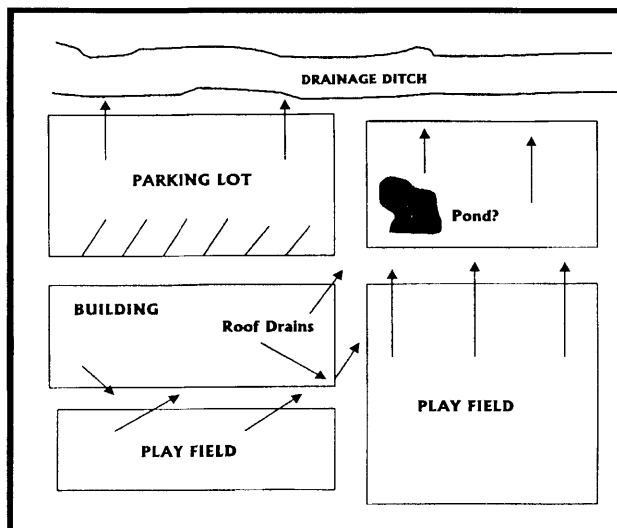 DRAINAGE DITCH
PARKING LOT
Pond?
BUILDING
Roof Drains
PLAY FIELD
PLAY FIELD